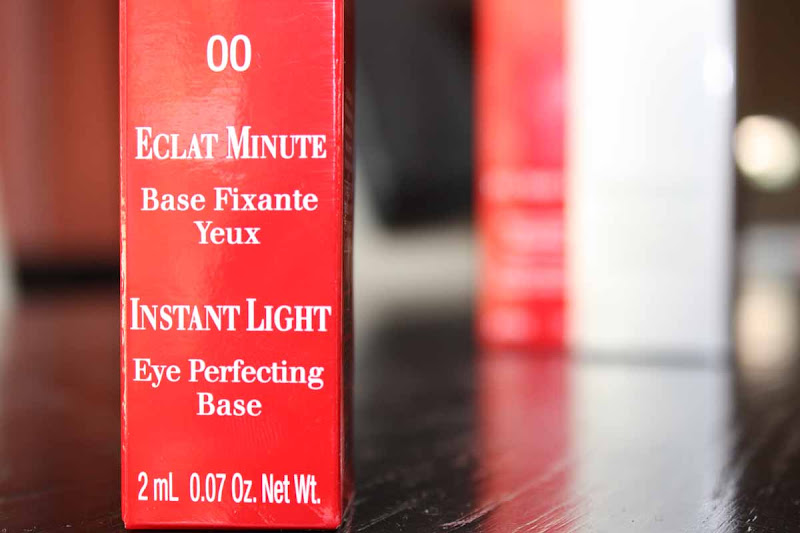 00
ECLAT MINUTE
Base Fixante
Yeux
INSTANT LIGHT
Eye Perfecting
Base
2 mL 0.07 Oz. Net Wt.